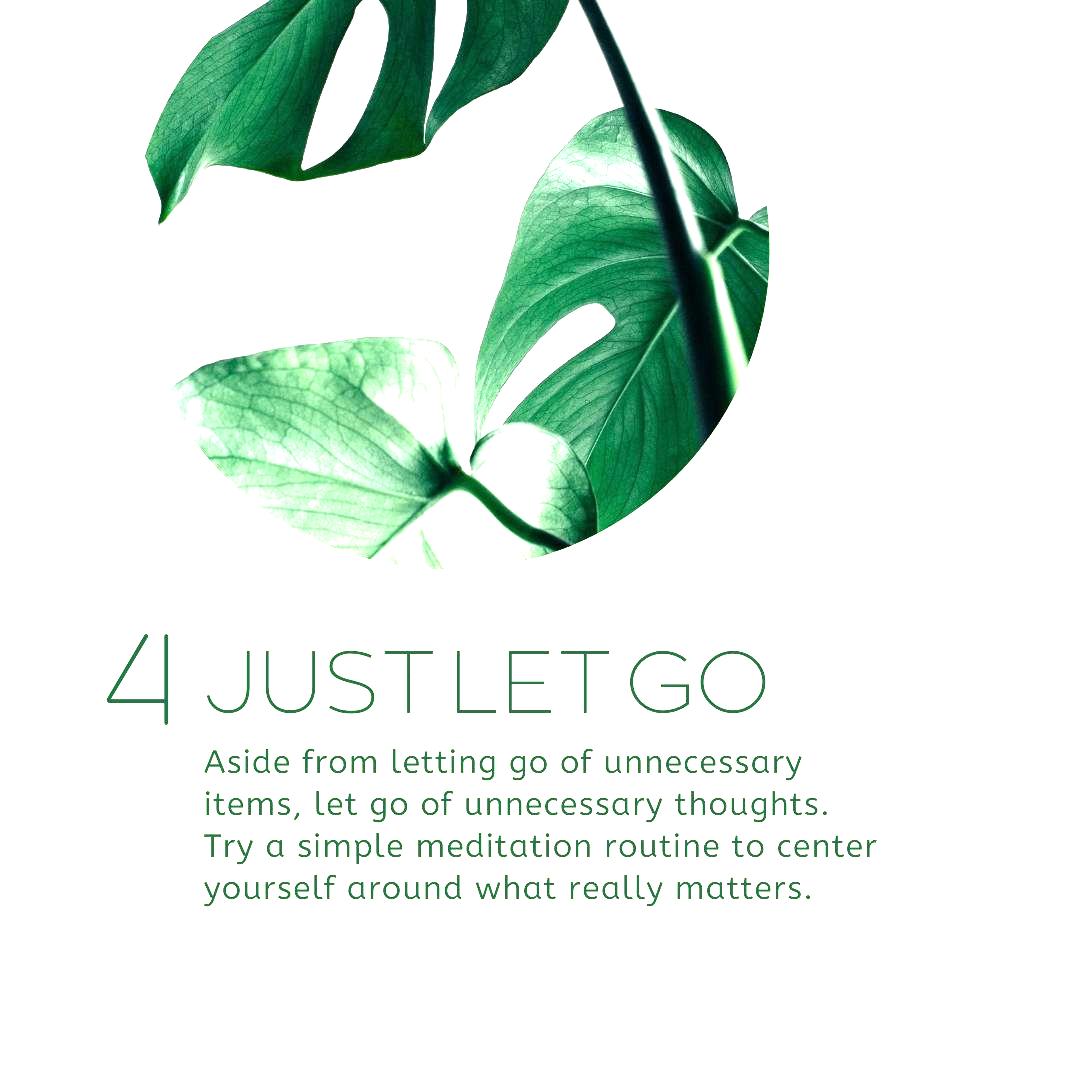 4 JUST LET GO
Aside from letting go of unnecessary
items, let go of unnecessary thoughts.
Try a simple meditation routine to center
yourself around what really matters.